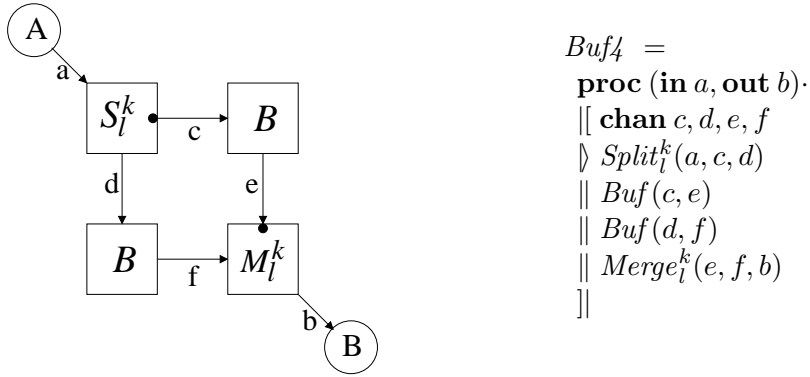 A
a
S_l^k
c
B
d
e
B
f
M_l^k
b
B
Buf4 =
proc (in a, out b)·
|[ chan c, d, e, f
|⟩ Split_l^k(a, c, d)
‖ Buf(c, e)
‖ Buf(d, f)
‖ Merge_l^k(e, f, b)
]|